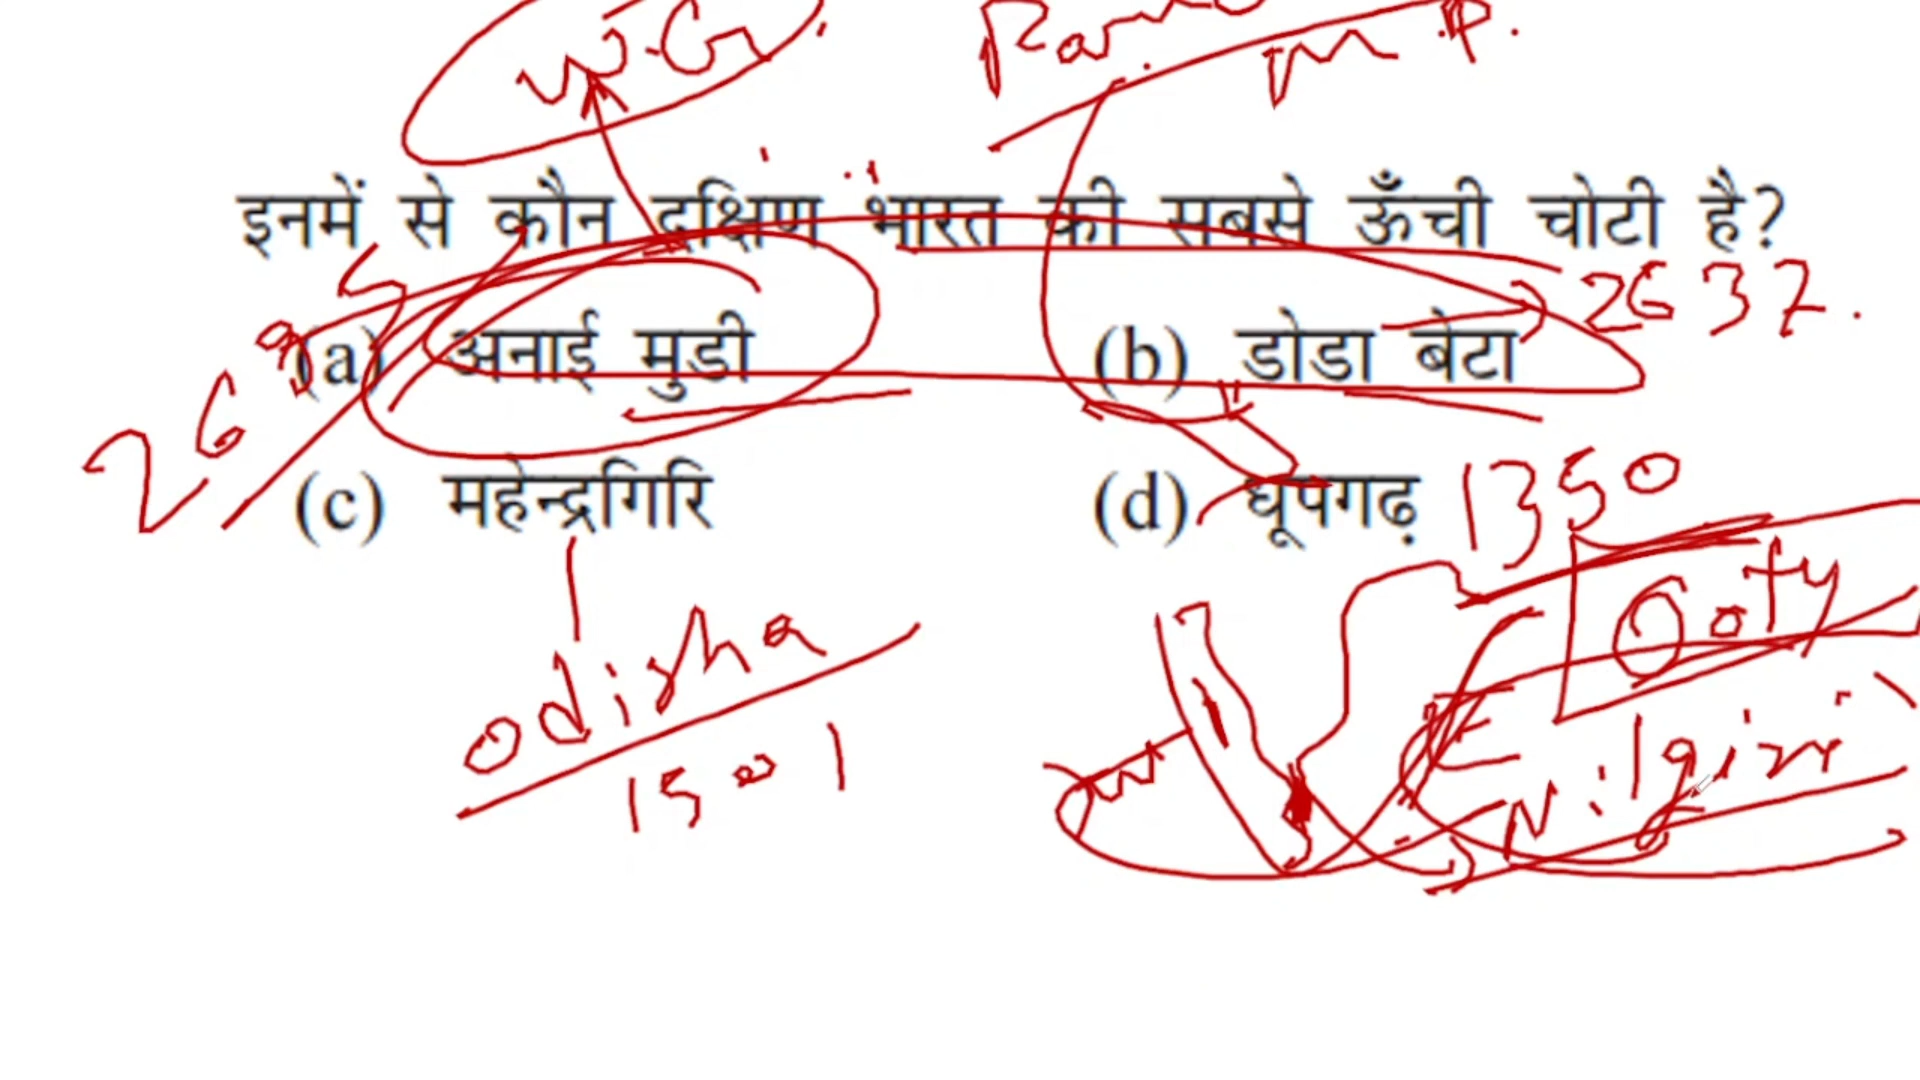 W.G.
M.P.
इनमें से कौन दक्षिण भारत की सबसे ऊँची चोटी है?
2637.
2695
(a) अनाई मुडी (b) डोडा बेटा
(c) महेन्द्रगिरि (d) धूपगढ़ 1350
Ooty
odisha
Nilgiri
1501